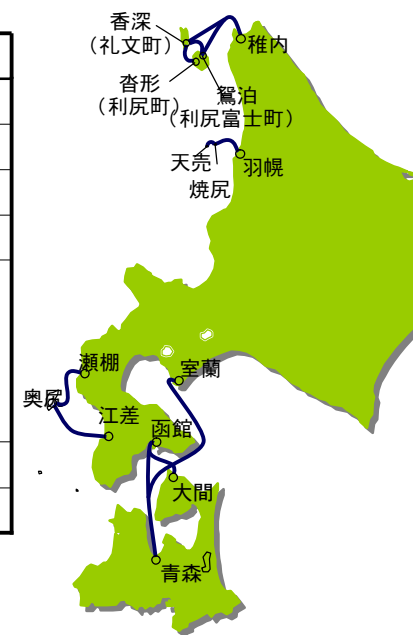 香深
(礼文町)
稚内
沓形
(利尻町)
鴛泊
(利尻富士町)
天売
焼尻
羽幌
瀬棚
奥尻
江差
室蘭
函館
大間
青森